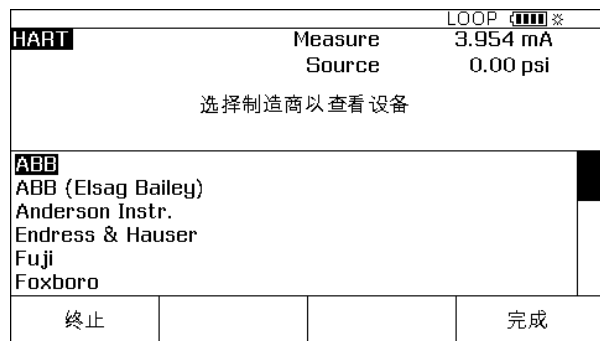 LOOP
HART Measure 3.954 mA
Source 0.00 psi
选择制造商以查看设备
ABB
ABB (Elsag Bailey)
Anderson Instr.
Endress & Hauser
Fuji
Foxboro
终止 完成